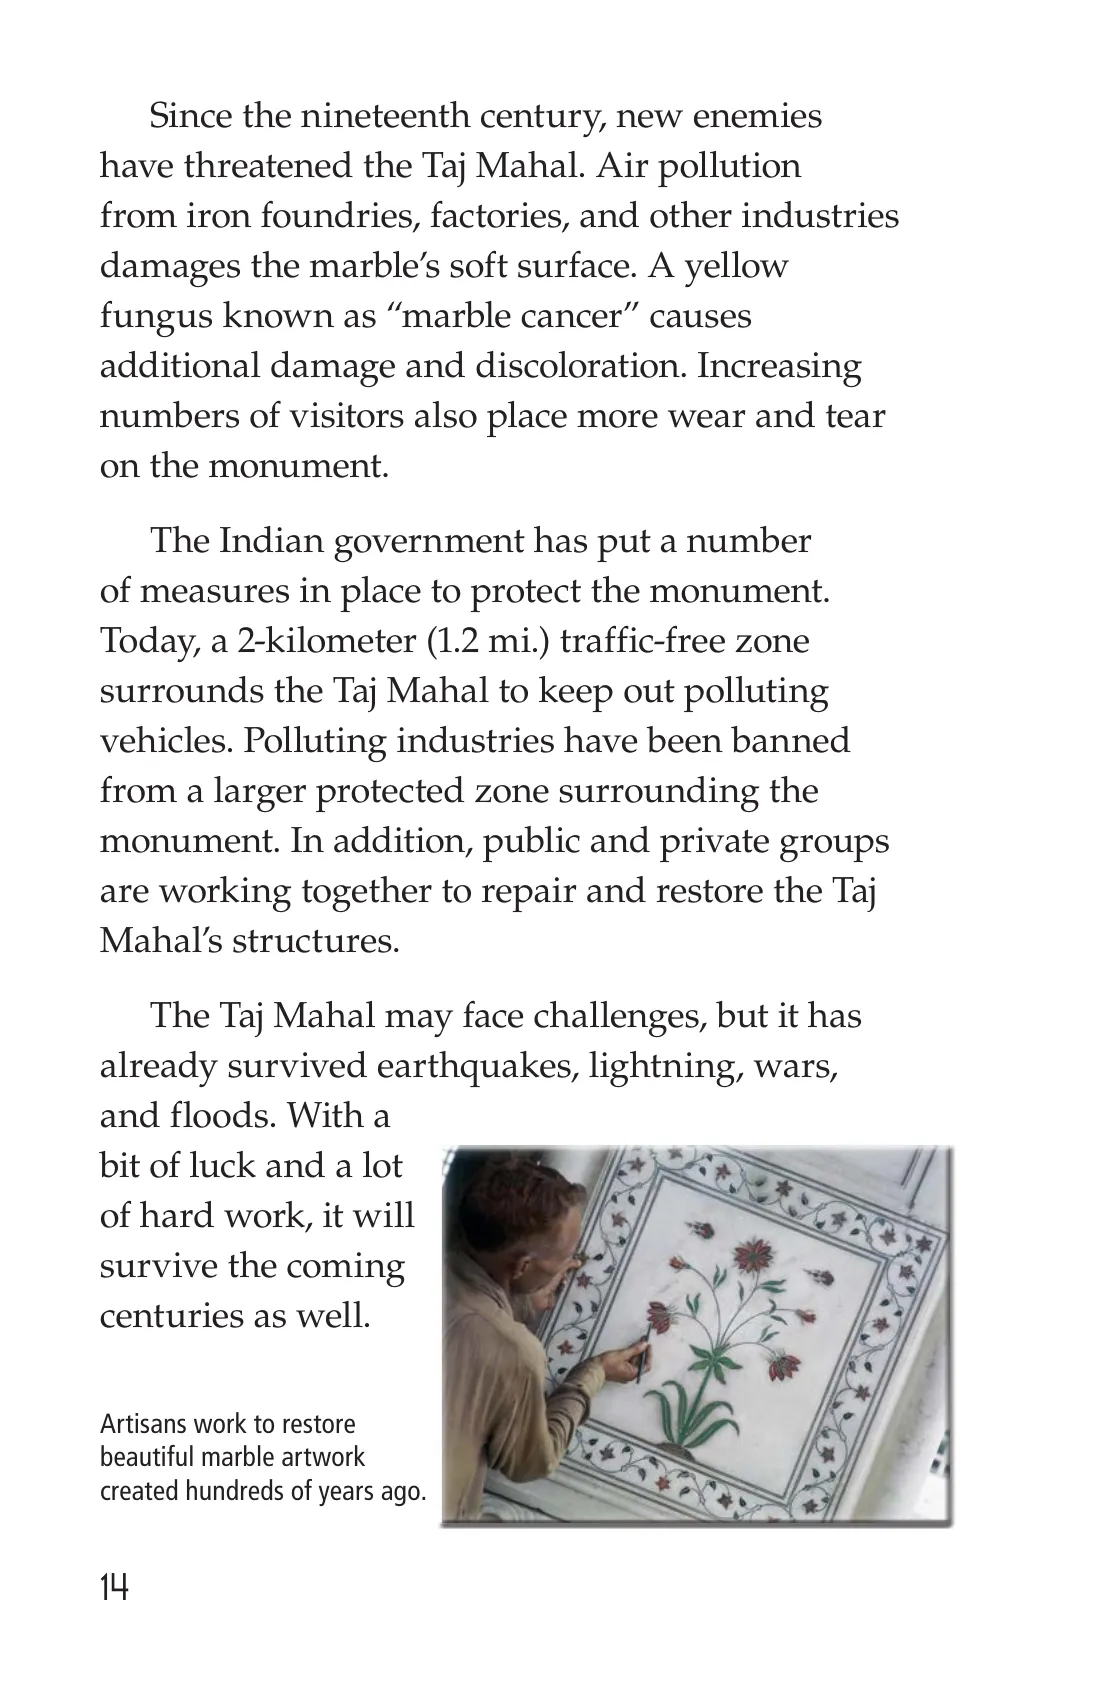 Since the nineteenth century, new enemies
have threatened the Taj Mahal. Air pollution
from iron foundries, factories, and other industries
damages the marble’s soft surface. A yellow
fungus known as “marble cancer” causes
additional damage and discoloration. Increasing
numbers of visitors also place more wear and tear
on the monument.
The Indian government has put a number
of measures in place to protect the monument.
Today, a 2-kilometer (1.2 mi.) traffic-free zone
surrounds the Taj Mahal to keep out polluting
vehicles. Polluting industries have been banned
from a larger protected zone surrounding the
monument. In addition, public and private groups
are working together to repair and restore the Taj
Mahal’s structures.
The Taj Mahal may face challenges, but it has
already survived earthquakes, lightning, wars,
and floods. With a
bit of luck and a lot
of hard work, it will
survive the coming
centuries as well.
Artisans work to restore
beautiful marble artwork
created hundreds of years ago.
14